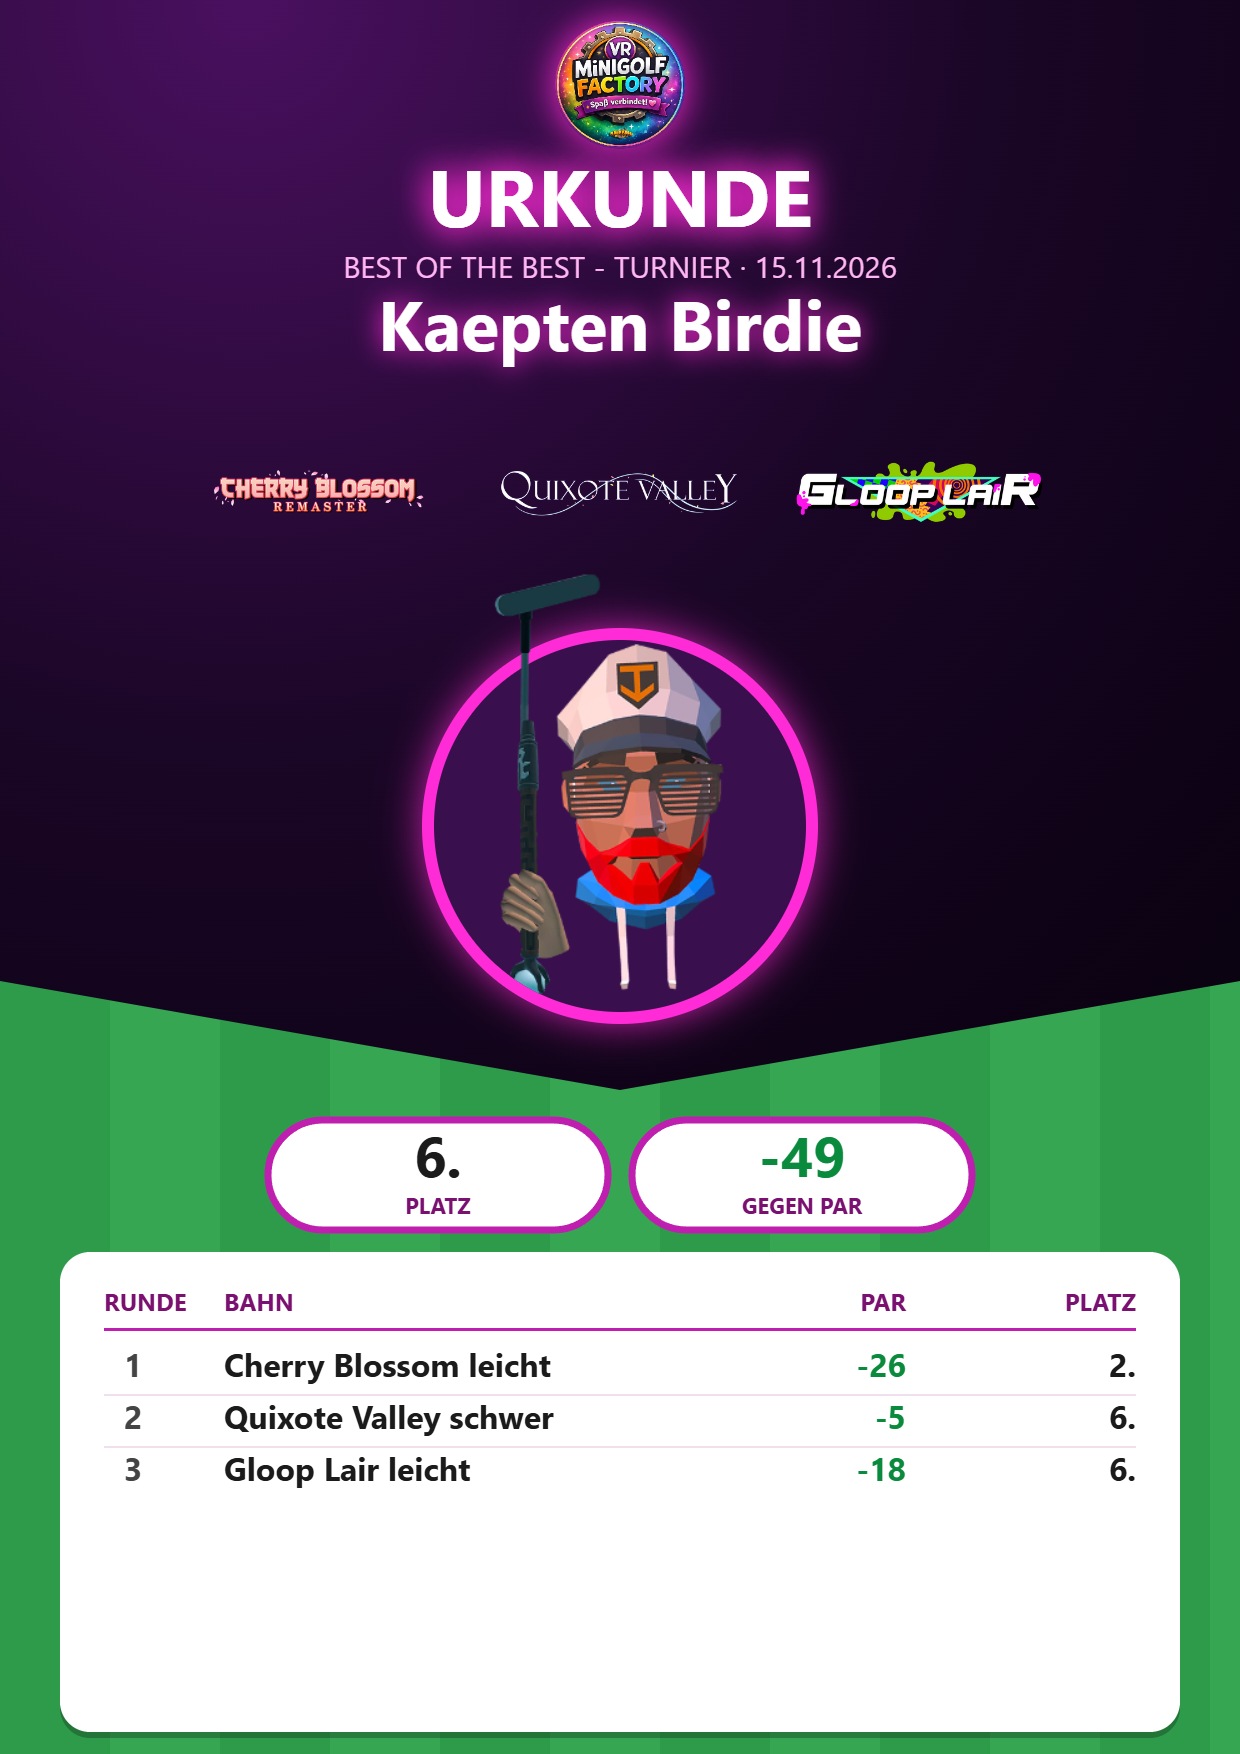 VR
MINIGOLF
FACTORY
Spaß verbindet!
URKUNDE
BEST OF THE BEST - TURNIER · 15.11.2026
Kaepten Birdie
CHERRY BLOSSOM
REMASTER
QUIXOTE VALLEY
GLOOP LAIR
6.
PLATZ
-49
GEGEN PAR
RUNDE BAHN PAR PLATZ
1 Cherry Blossom leicht -26 2.
2 Quixote Valley schwer -5 6.
3 Gloop Lair leicht -18 6.